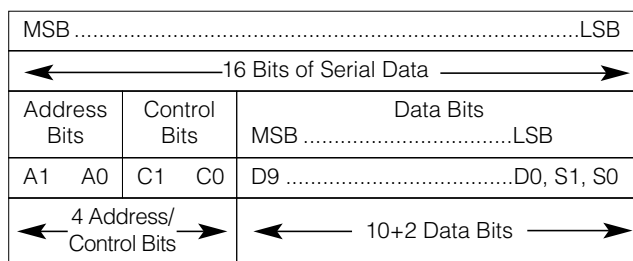 MSB ..........................................................................LSB
16 Bits of Serial Data
Address Bits
Control Bits
Data Bits
MSB ...............................LSB
A1 A0
C1 C0
D9 ..................................D0, S1, S0
4 Address/
Control Bits
10+2 Data Bits